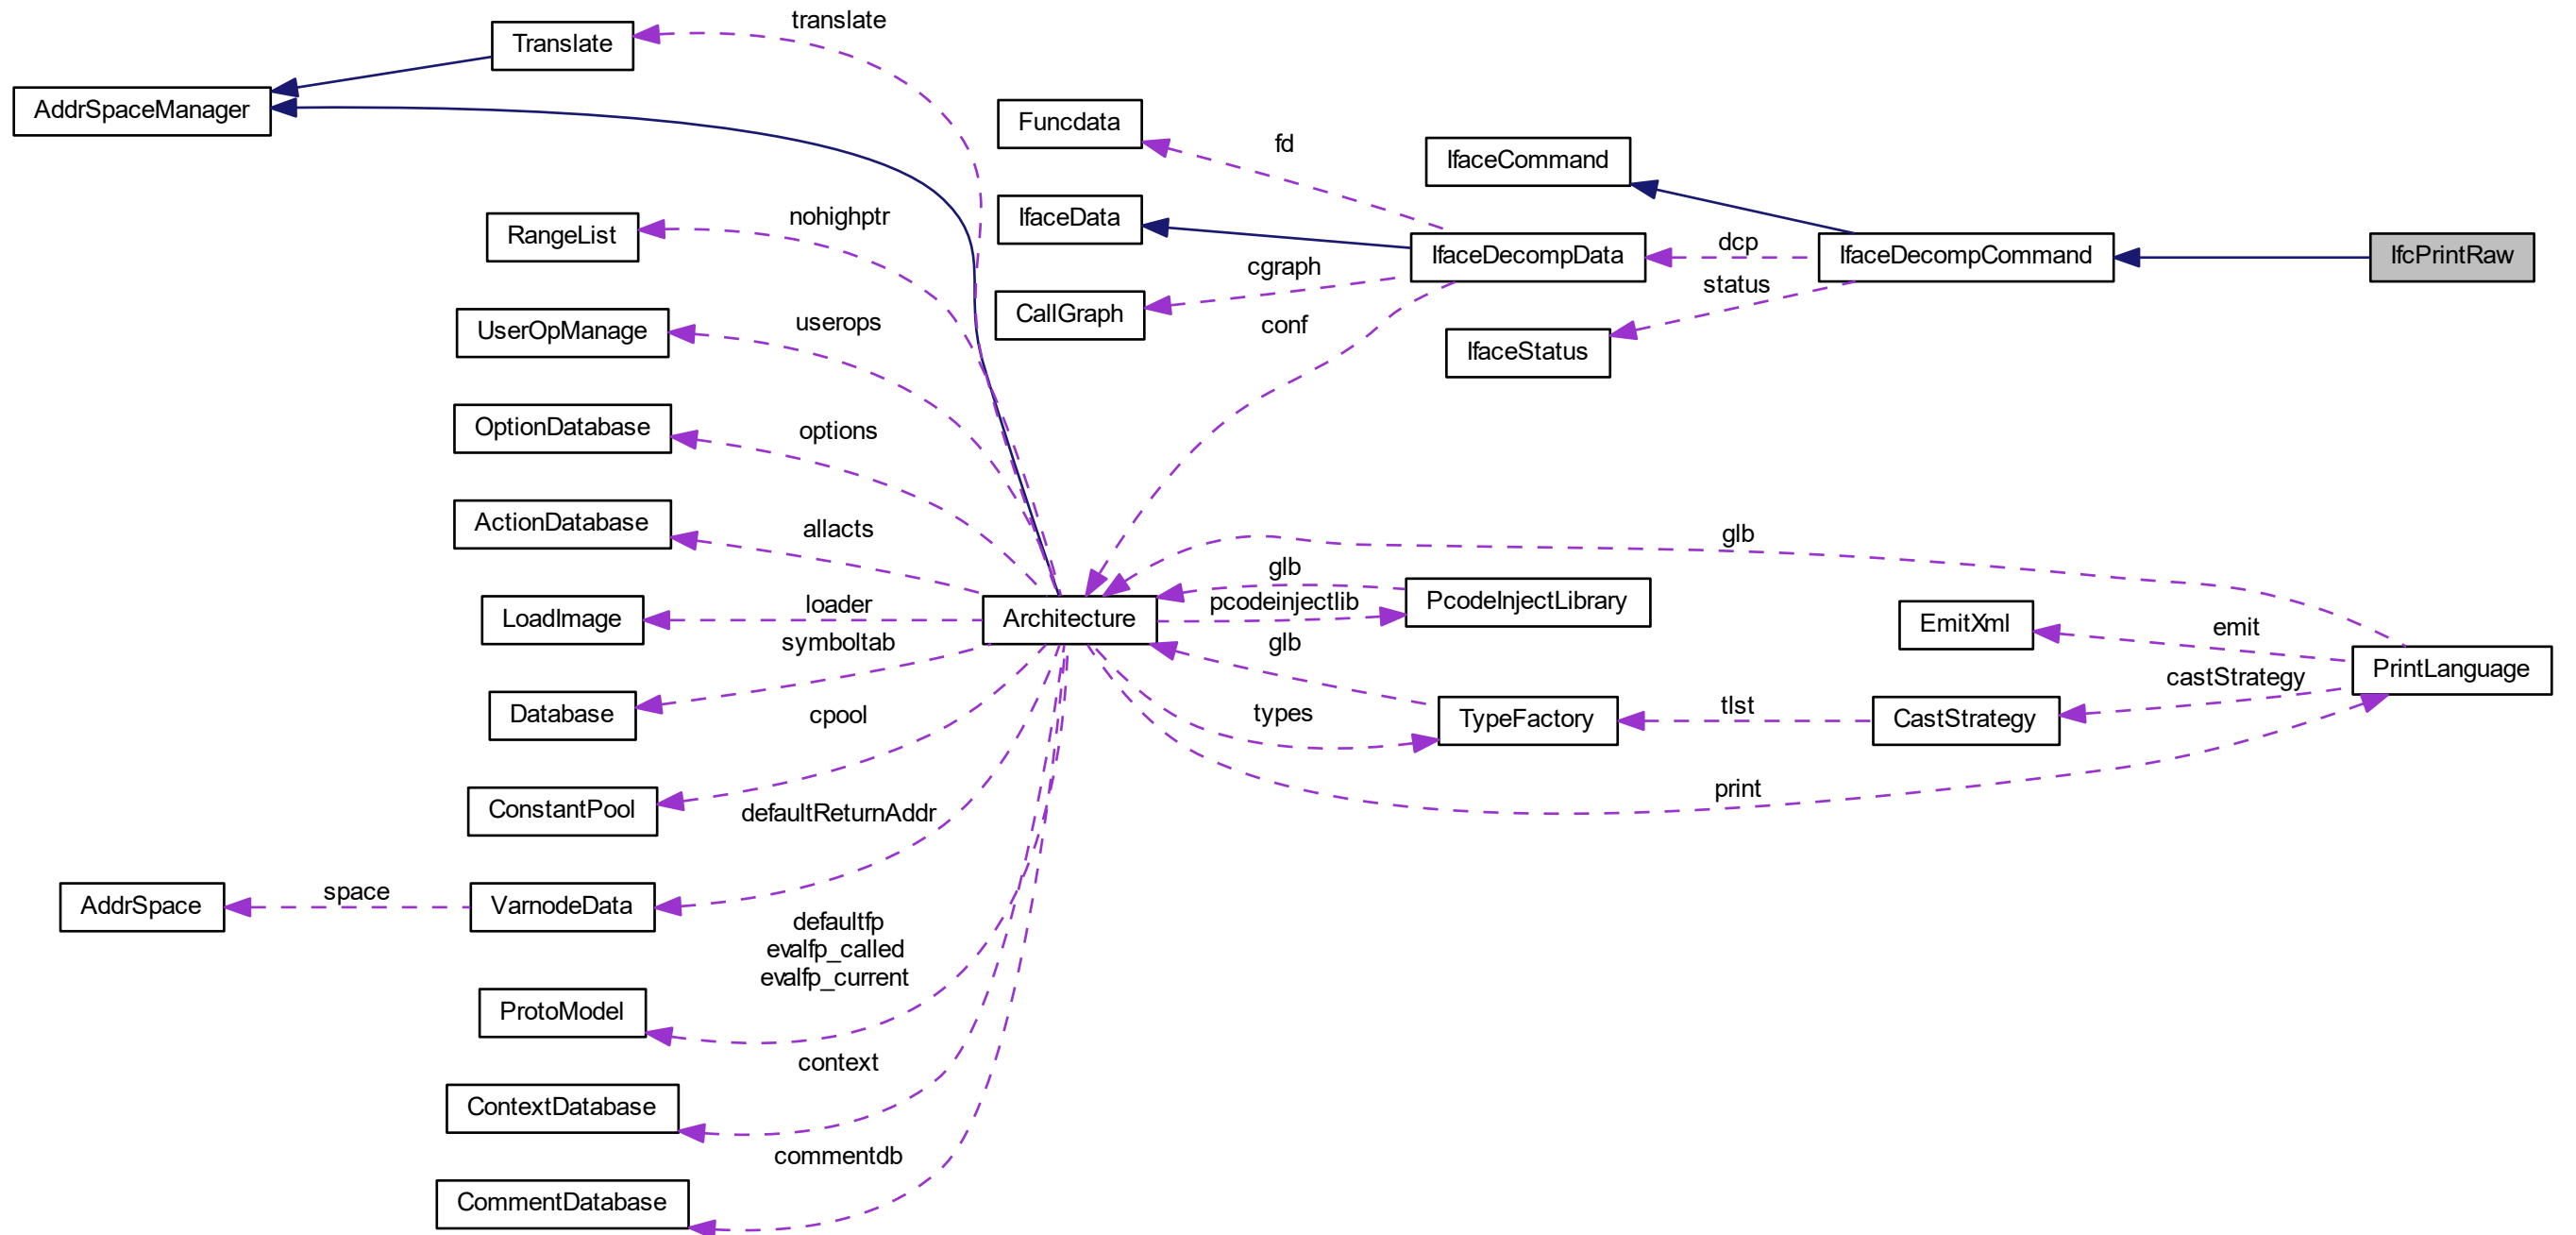 translate
Translate
AddrSpaceManager
Funcdata
fd
IfaceCommand
nohighptr
RangeList
IfaceData
IfaceDecompData
dcp
IfaceDecompCommand
IfcPrintRaw
cgraph
status
CallGraph
conf
userops
UserOpManage
IfaceStatus
options
OptionDatabase
allacts
ActionDatabase
glb
glb
loader
LoadImage
Architecture
pcodeinjectlib
PcodeInjectLibrary
EmitXml
emit
symboltab
glb
PrintLanguage
castStrategy
Database
cpool
types
TypeFactory
tlst
CastStrategy
print
ConstantPool
defaultReturnAddr
AddrSpace
space
VarnodeData
defaultfp
evalfp_called
evalfp_current
ProtoModel
context
ContextDatabase
commentdb
CommentDatabase